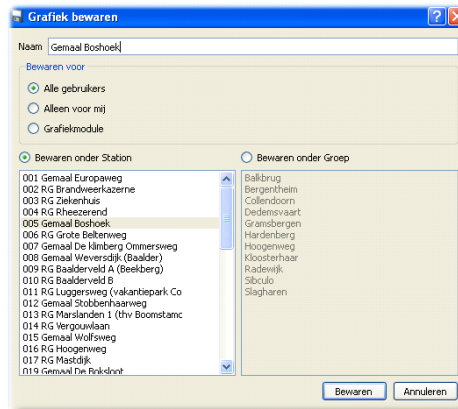 Grafiek bewaren
Naam Gemaal Boshoek
Bewaren voor
Alle gebruikers
Alleen voor mij
Grafiekmodule
Bewaren onder Station
001 Gemaal Europaweg
002 RG Brandweerkazerne
003 RG Ziekenhuis
004 RG Rheezerend
005 Gemaal Boshoek
006 RG Grote Beltenweg
007 Gemaal De klimberg Ommersweg
008 Gemaal Weversdijk (Baalder)
009 RG Baalderveld A (Beekberg)
010 RG Baalderveld B
011 RG Luggersweg (vakantiepark Co
012 Gemaal Stobbenhaarweg
013 RG Marslanden 1 (thv Boomstamc
014 RG Vergouwlaan
015 Gemaal Wolfsweg
016 RG Hoogenweg
017 RG Mastdijk
019 Gemaal DeBoksloot
Bewaren onder Groep
Balkbrug
Bergentheim
Collendoorn
Dedemsvaart
Gramsbergen
Hardenberg
Hoogenweg
Kloosterhaar
Radewijk
Sibculo
Slagharen
Bewaren Annuleren